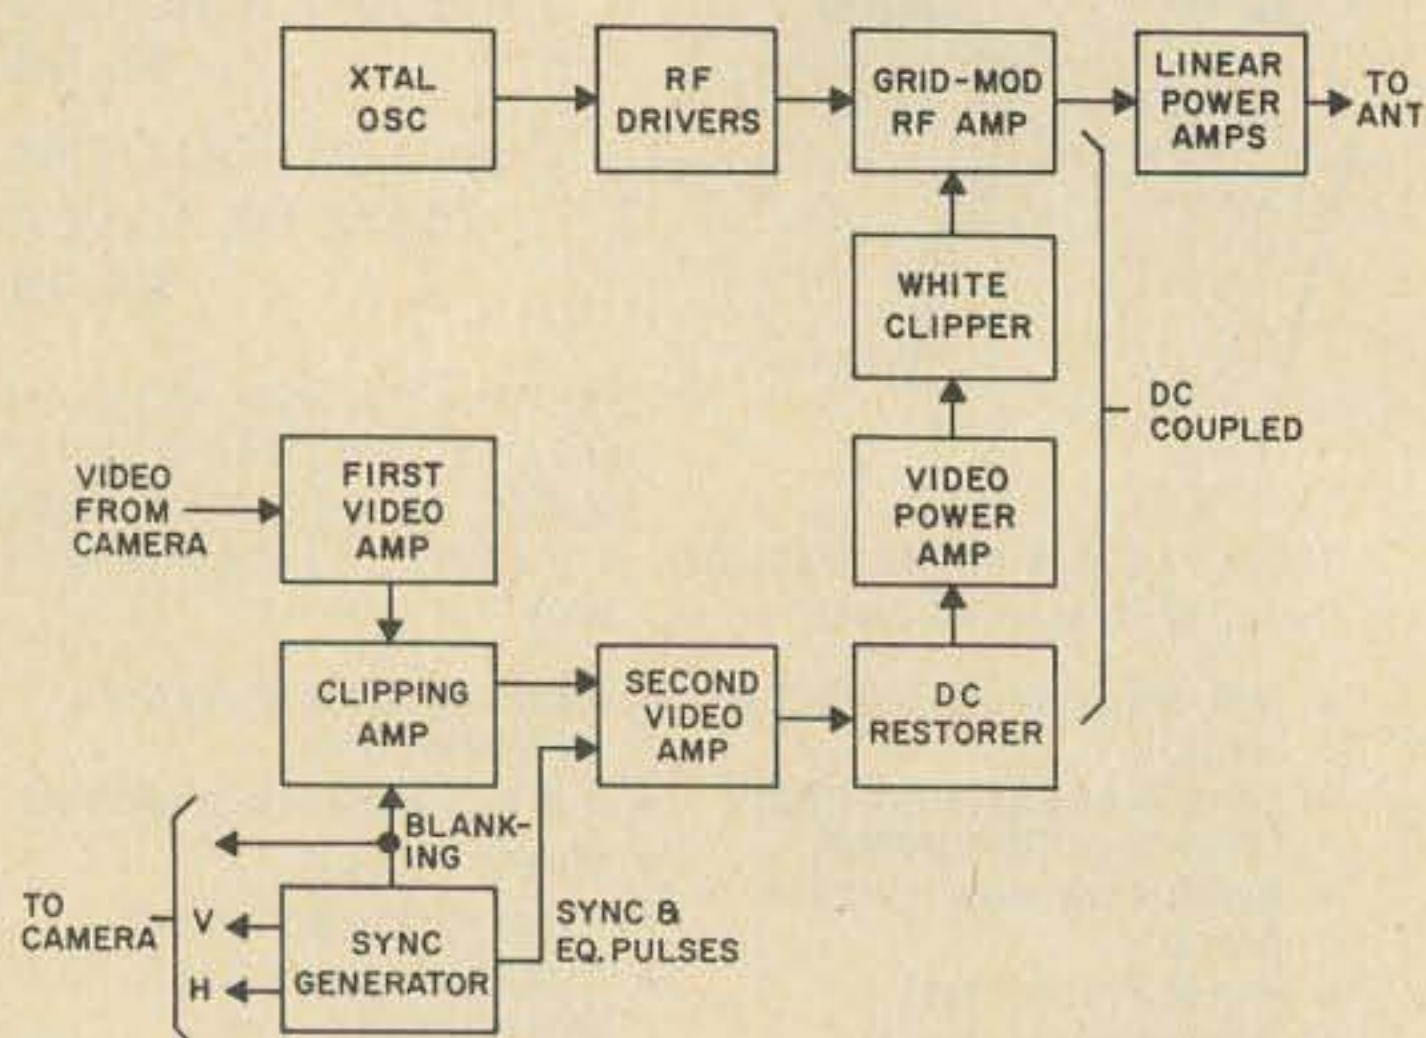 XTAL
OSC
RF
DRIVERS
GRID-MOD
RF AMP
LINEAR
POWER
AMPS
TO
ANT
WHITE
CLIPPER
DC
COUPLED
VIDEO
FROM
CAMERA
FIRST
VIDEO
AMP
VIDEO
POWER
AMP
CLIPPING
AMP
SECOND
VIDEO
AMP
DC
RESTORER
BLANK-
ING
TO
CAMERA
V
H
SYNC
GENERATOR
SYNC &
EQ. PULSES